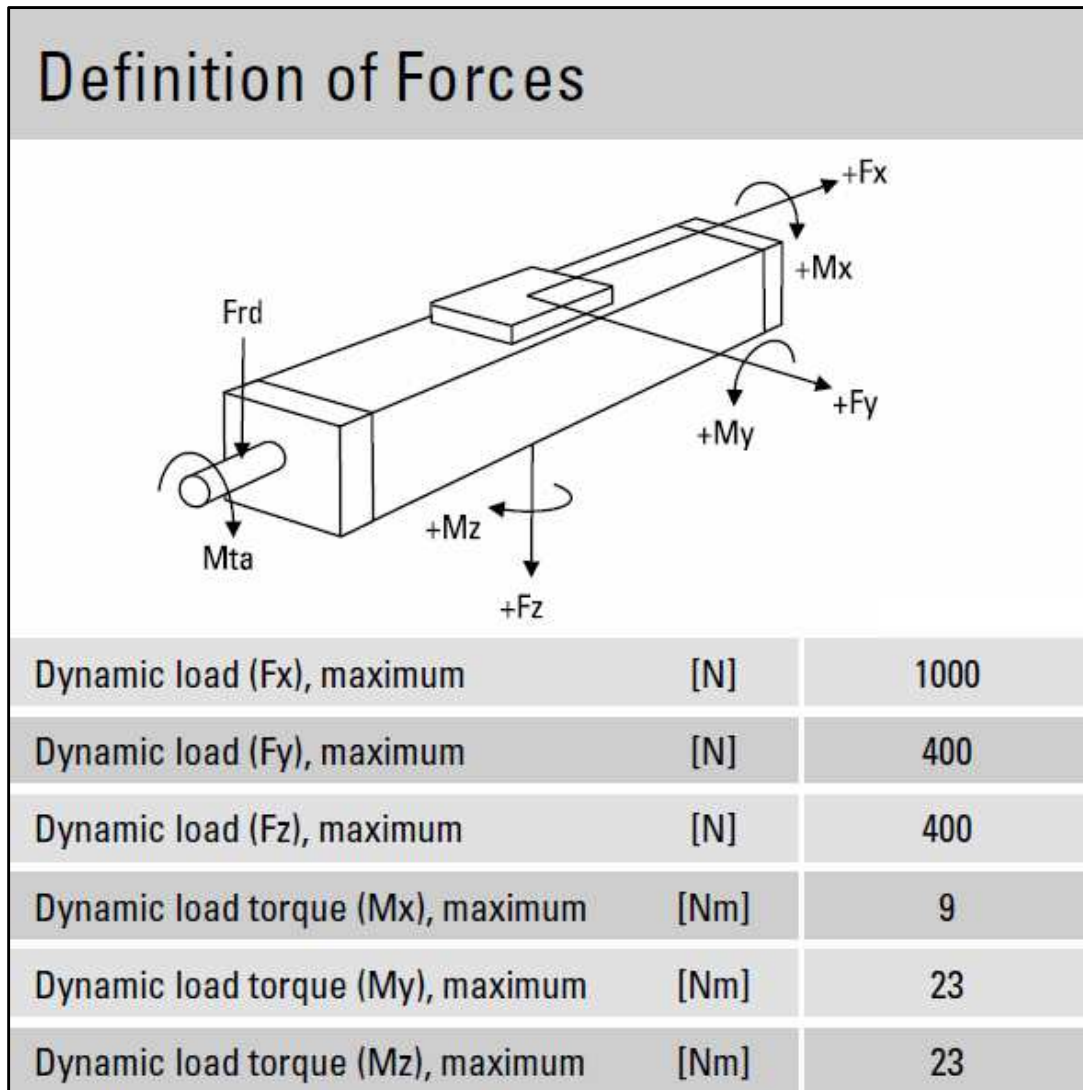 Definition of Forces
+Fx
+Mx
Frd
+Fy
+My
+Mz
Mta
+Fz
Dynamic load (Fx), maximum [N] 1000
Dynamic load (Fy), maximum [N] 400
Dynamic load (Fz), maximum [N] 400
Dynamic load torque (Mx), maximum [Nm] 9
Dynamic load torque (My), maximum [Nm] 23
Dynamic load torque (Mz), maximum [Nm] 23